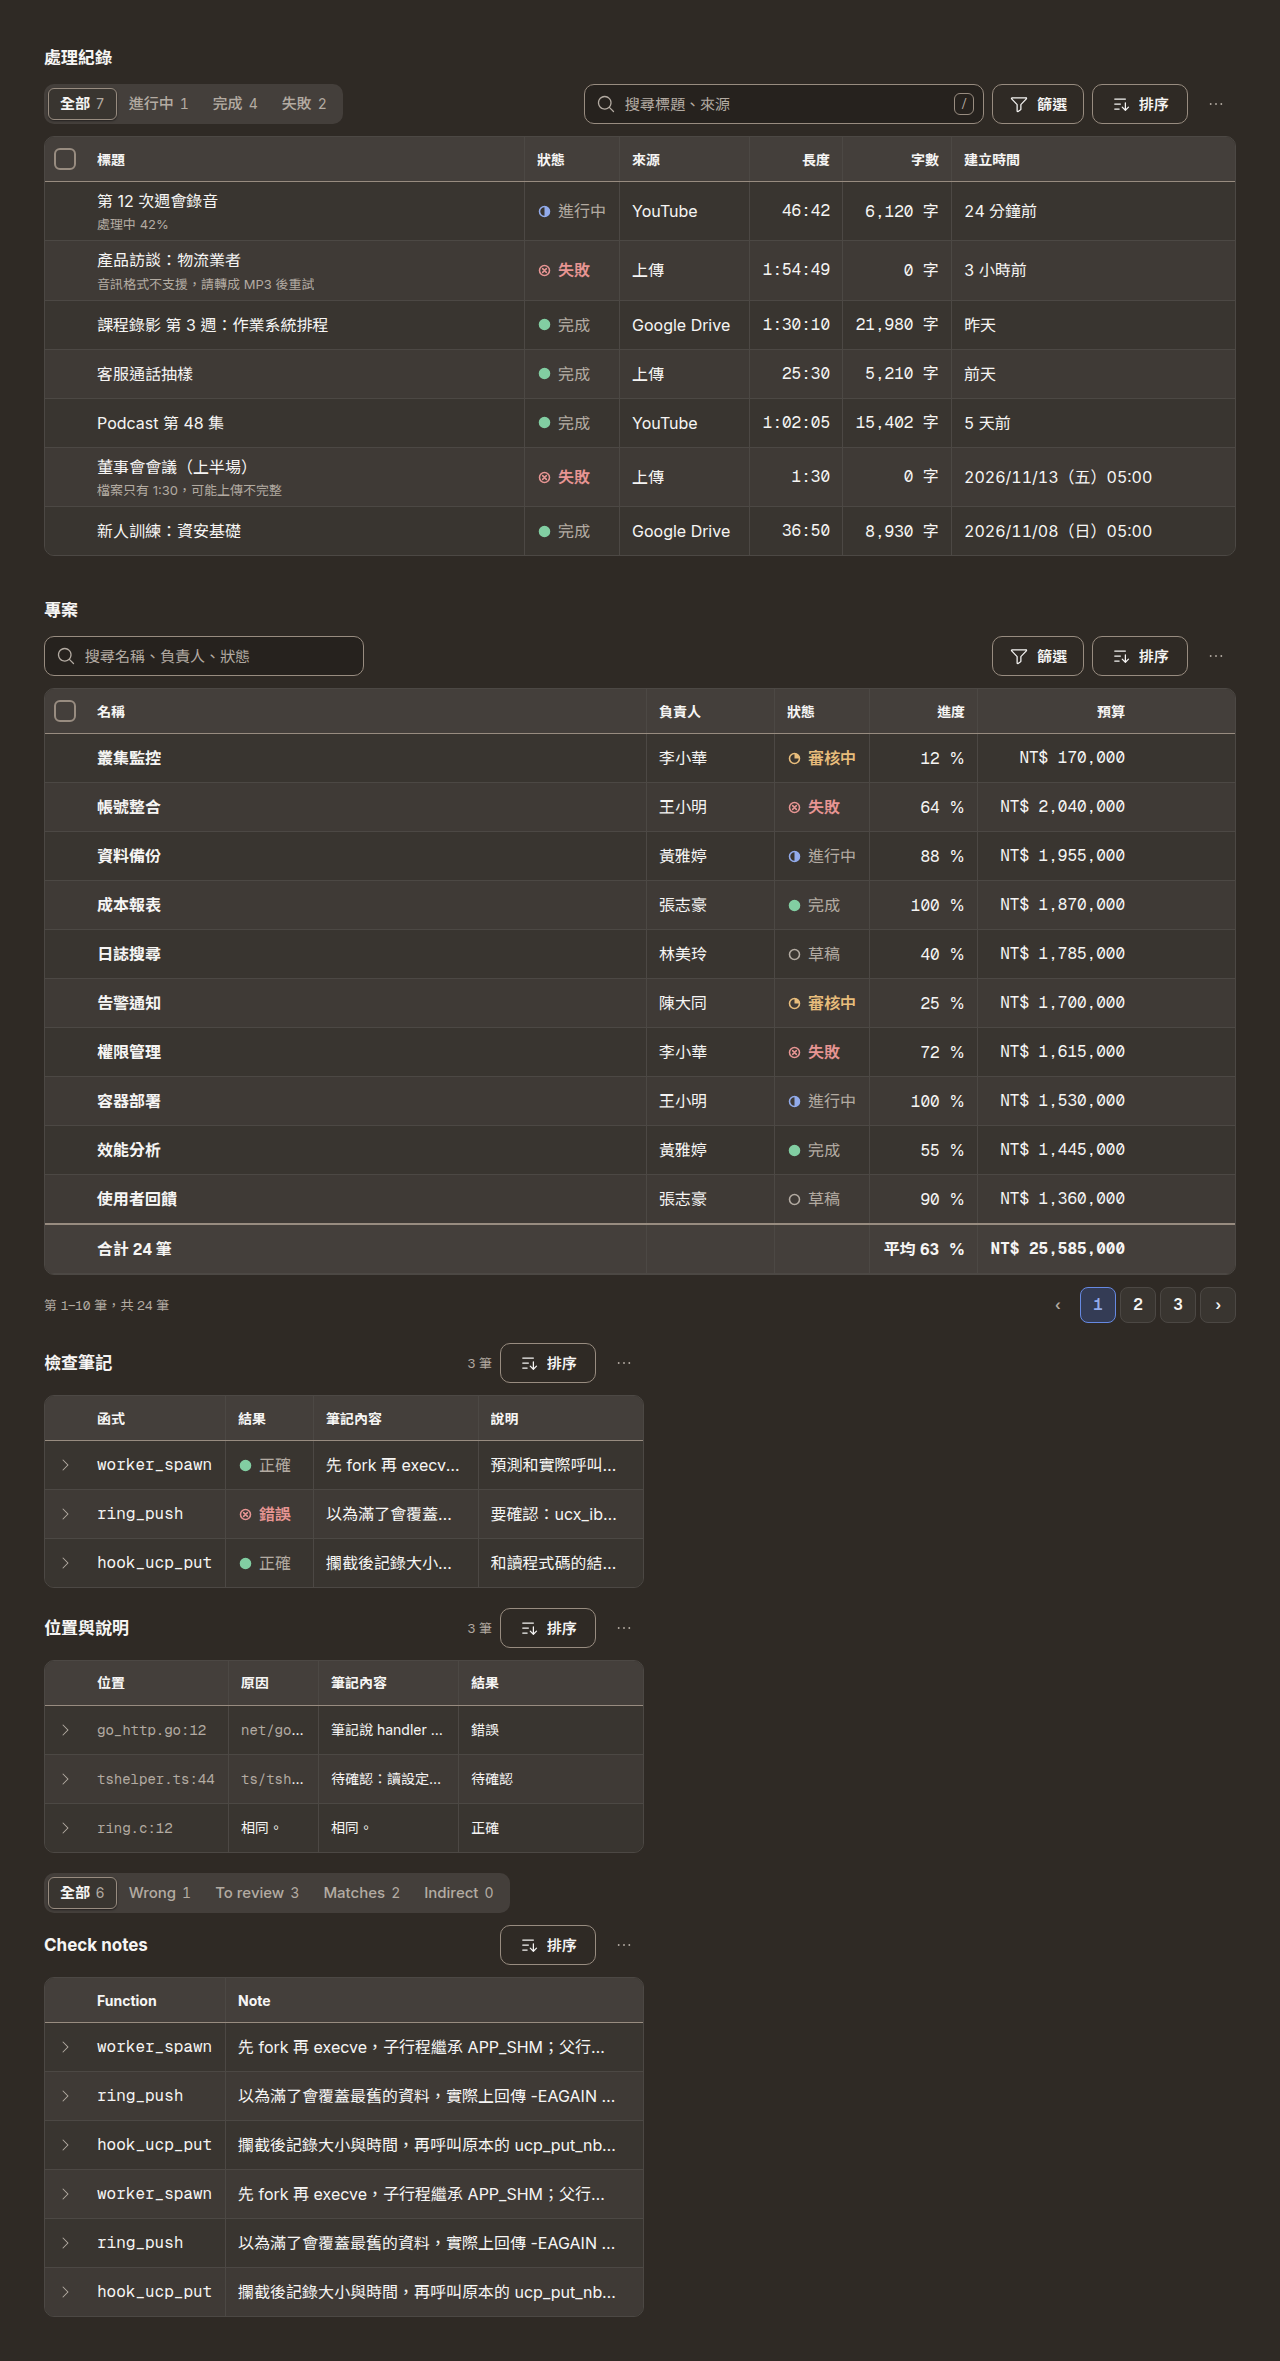 處理紀錄
全部 7 進行中 1 完成 4 失敗 2
搜尋標題、來源 / 篩選 排序 ···
標題 狀態 來源 長度 字數 建立時間
第 12 次週會錄音 進行中 YouTube 46:42 6,120 字 24 分鐘前
處理中 42%
產品訪談：物流業者 失敗 上傳 1:54:49 0 字 3 小時前
音訊格式不支援，請轉成 MP3 後重試
課程錄影 第 3 週：作業系統排程 完成 Google Drive 1:30:10 21,980 字 昨天
客服通話抽樣 完成 上傳 25:30 5,210 字 前天
Podcast 第 48 集 完成 YouTube 1:02:05 15,402 字 5 天前
董事會會議（上半場） 失敗 上傳 1:30 0 字 2026/11/13（五）05:00
檔案只有 1:30，可能上傳不完整
新人訓練：資安基礎 完成 Google Drive 36:50 8,930 字 2026/11/08（日）05:00
專案
搜尋名稱、負責人、狀態 篩選 排序 ···
名稱 負責人 狀態 進度 預算
叢集監控 李小華 審核中 12 % NT$ 170,000
帳號整合 王小明 失敗 64 % NT$ 2,040,000
資料備份 黃雅婷 進行中 88 % NT$ 1,955,000
成本報表 張志豪 完成 100 % NT$ 1,870,000
日誌搜尋 林美玲 草稿 40 % NT$ 1,785,000
告警通知 陳大同 審核中 25 % NT$ 1,700,000
權限管理 李小華 失敗 72 % NT$ 1,615,000
容器部署 王小明 進行中 100 % NT$ 1,530,000
效能分析 黃雅婷 完成 55 % NT$ 1,445,000
使用者回饋 張志豪 草稿 90 % NT$ 1,360,000
合計 24 筆 平均 63 % NT$ 25,585,000
第 1–10 筆，共 24 筆 ‹ 1 2 3 ›
檢查筆記 3 筆 排序 ···
函式 結果 筆記內容 說明
worker_spawn 正確 先 fork 再 execv… 預測和實際呼叫…
ring_push 錯誤 以為滿了會覆蓋… 要確認：ucx_ib…
hook_ucp_put 正確 攔截後記錄大小… 和讀程式碼的結…
位置與說明 3 筆 排序 ···
位置 原因 筆記內容 結果
go_http.go:12 net/go… 筆記說 handler … 錯誤
tshelper.ts:44 ts/tsh… 待確認：讀設定… 待確認
ring.c:12 相同。 相同。 正確
全部 6 Wrong 1 To review 3 Matches 2 Indirect 0
Check notes 排序 ···
Function Note
worker_spawn 先 fork 再 execve，子行程繼承 APP_SHM；父行…
ring_push 以為滿了會覆蓋最舊的資料，實際上回傳 -EAGAIN …
hook_ucp_put 攔截後記錄大小與時間，再呼叫原本的 ucp_put_nb…
worker_spawn 先 fork 再 execve，子行程繼承 APP_SHM；父行…
ring_push 以為滿了會覆蓋最舊的資料，實際上回傳 -EAGAIN …
hook_ucp_put 攔截後記錄大小與時間，再呼叫原本的 ucp_put_nb…